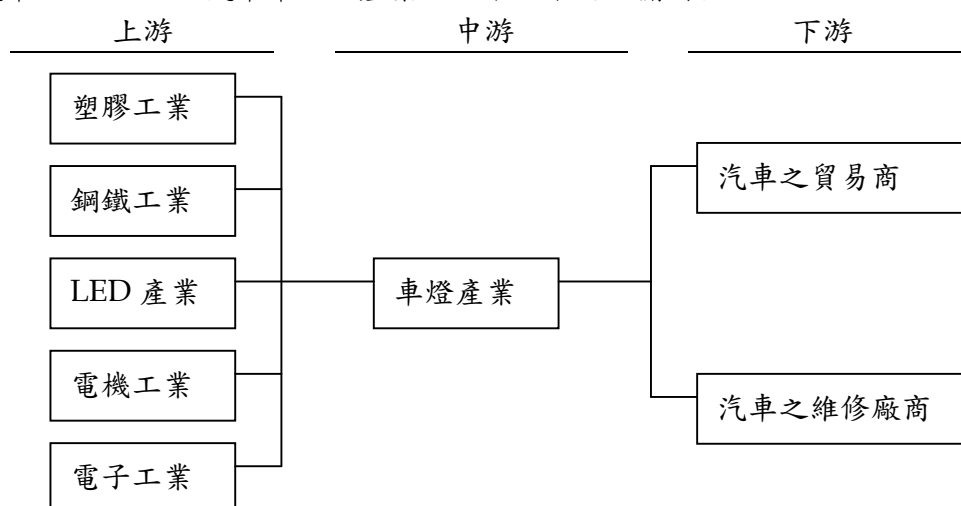 上游 中游 下游
塑膠工業
鋼鐵工業
LED 產業
電機工業
電子工業
車燈產業
汽車之貿易商
汽車之維修廠商